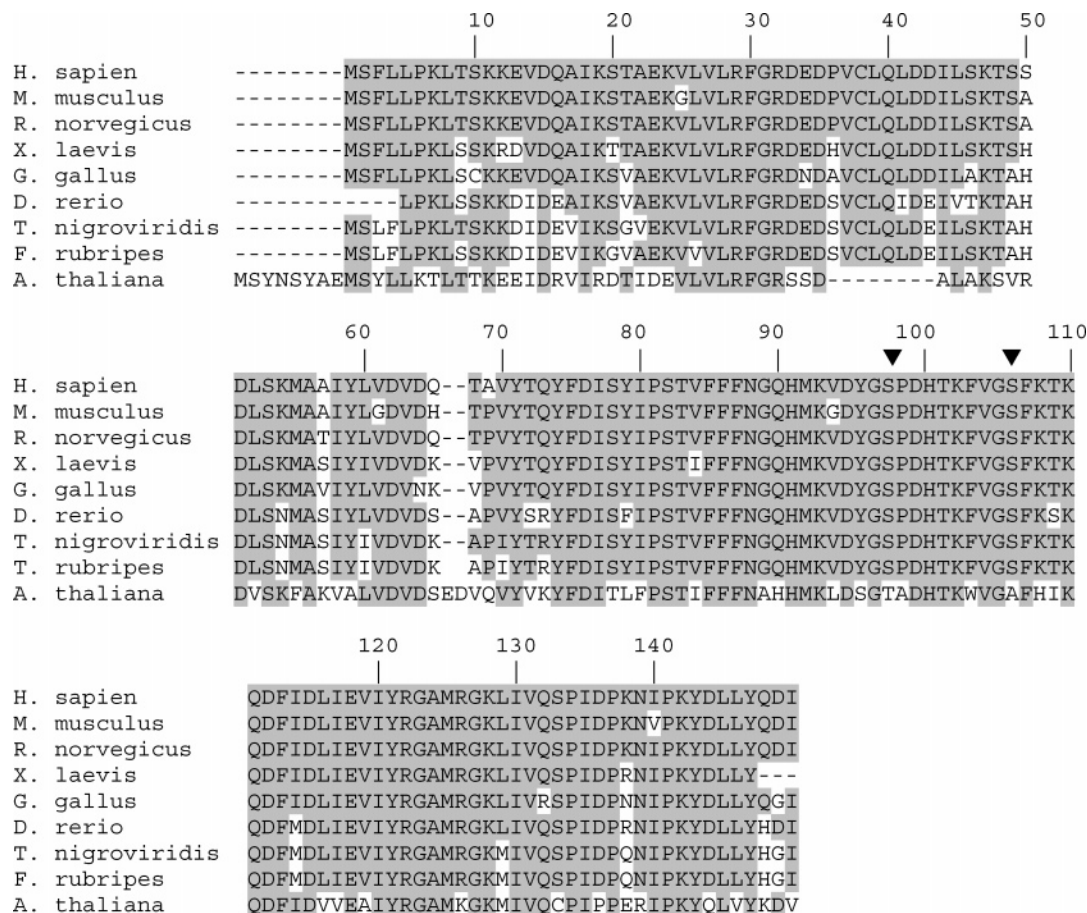 10 20 30 40 50
H. sapien --------MSFLLPKLTSKKEVDQAIKSTAEKVLVLRFGRDEDPVCLQLDDILSKTSS
M. musculus --------MSFLLPKLTSKKEVDQAIKSTAEKGLVLRFGRDEDPVCLQLDDILSKTSA
R. norvegicus --------MSFLLPKLTSKKEVDQAIKSTAEKVLVLRFGRDEDPVCLQLDDILSKTSA
X. laevis --------MSFLLPKLSSKRDVDQAIKTTAEKVLVLRFGRDEDHVCLQLDDILSKTSH
G. gallus --------MSFLLPKLSCKKEVDQAIKSVAEKVLVLRFGRDNDAVCLQLDDILAKTAH
D. rerio ------------LPKLSSKKDIDEAIKSVAEKVLVLRFGRDEDSVCLQIDEIVTKTAH
T. nigroviridis --------MSLFLPKLTSKKDIDEVIKSGVEKVLVLRFGRDEDSVCLQLDEILSKTAH
F. rubripes --------MSLFLPKLSSKKDIDEVIKGVAEKVVVLRFGRDEDSVCLQLDEILSKTAH
A. thaliana MSYNSYAEMSYLLKTLTTKEEIDRVIRDTIDEVLVLRFGRSSD--------ALAKSVR
60 70 80 90 100 110
▼ ▼
H. sapien DLSKMAAIYLVDVDQ--TAVYTQYFDISYIPSTVFFFNGQHMKVDYGSPDHTKFVGSFKTK
M. musculus DLSKMAAIYLGDVDH--TPVYTQYFDISYIPSTVFFFNGQHMKGDYGSPDHTKFVGSFKTK
R. norvegicus DLSKMATIYLVDVDQ--TPVYTQYFDISYIPSTVFFFNGQHMKVDYGSPDHTKFVGSFKTK
X. laevis DLSKMASIYIVDVDK--VPVYTQYFDISYIPSTIFFFNGQHMKVDYGSPDHTKFVGSFKTK
G. gallus DLSKMAVIYLVDVNK--VPVYTQYFDISYIPSTVFFFNGQHMKVDYGSPDHTKFVGSFKTK
D. rerio DLSNMASIYLVDVDS--APVYSRYFDISFIPSTVFFFNGQHMKVDYGSPDHTKFVGSFKSK
T. nigroviridis DLSNMASIYIVDVDK--APIYTRYFDISYIPSTVFFFNGQHMKVDYGSPDHTKFVGSFKTK
T. rubripes DLSNMASIYIVDVDK  APIYTRYFDISYIPSTVFFFNGQHMKVDYGSPDHTKFVGSFKTK
A. thaliana DVSKFAKVALVDVDSEDVQVYVKYFDITLFPSTIFFFNAHHMKLDSGTADHTKWVGAFHIK
120 130 140
H. sapien QDFIDLIEVIYRGAMRGKLIVQSPIDPKNIPKYDLLYQDI
M. musculus QDFIDLIEVIYRGAMRGKLIVQSPIDPKNVPKYDLLYQDI
R. norvegicus QDFIDLIEVIYRGAMRGKLIVQSPIDPKNIPKYDLLYQDI
X. laevis QDFIDLIEVIYRGAMRGKLIVQSPIDPRNIPKYDLLY---
G. gallus QDFIDLIEVIYRGAMRGKLIVRSPIDPNNIPKYDLLYQGI
D. rerio QDFMDLIEVIYRGAMRGKLIVQSPIDPRNIPKYDLLYHDI
T. nigroviridis QDFMDLIEVIYRGAMRGKMIVQSPIDPQNIPKYDLLYHGI
F. rubripes QDFMDLIEVIYRGAMRGKMIVQSPIDPQNIPKYDLLYHGI
A. thaliana QDFIDVVEAIYRGAMKGKMIVQCPIPPERIPKYQLVYKDV